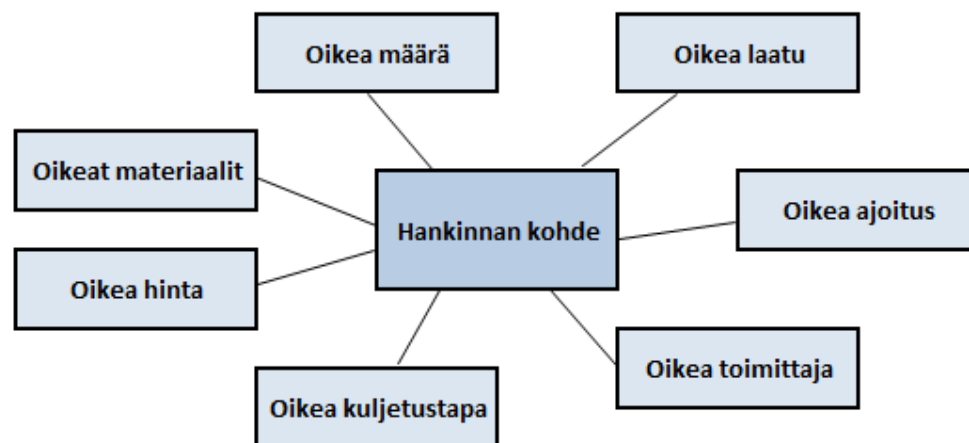 Oikea määrä
Oikea laatu
Oikeat materiaalit
Hankinnan kohde
Oikea ajoitus
Oikea hinta
Oikea toimittaja
Oikea kuljetustapa